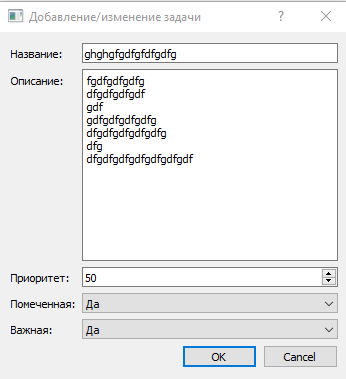 Добавление/изменение задачи
Название: ghghgfgdfgfdfgdfg
Описание: fgdfgdfgdfg
dfgdfgdfgdf
gdf
gdfgdfgdfgdfg
dfgdfgdfgdfgdfg
dfg
dfgdfgdfgdfgdfgdfgdf
Приоритет: 50
Помеченная: Да
Важная: Да
OK Cancel